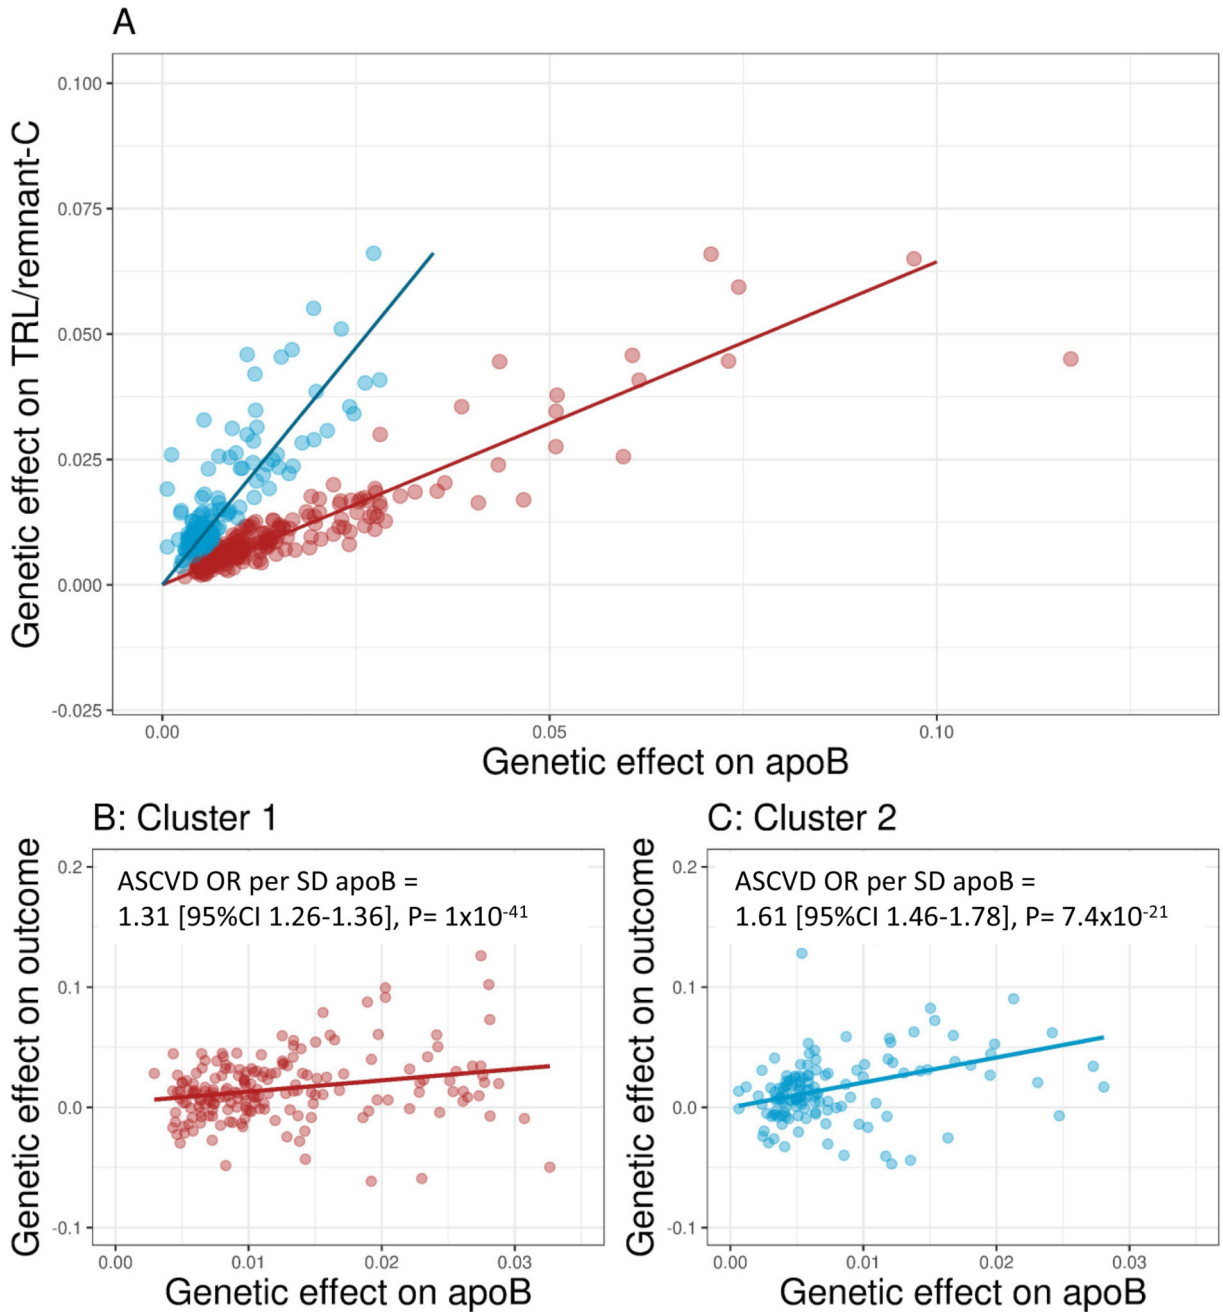 A
Genetic effect on TRL/remnant-C
0.100
0.075
0.050
0.025
0.000
-0.025
0.00 0.05 0.10
Genetic effect on apoB
B: Cluster 1
Genetic effect on outcome
0.2
0.1
0.0
-0.1
ASCVD OR per SD apoB =
1.31 [95%CI 1.26-1.36], P= 1x10⁻⁴¹
0.00 0.01 0.02 0.03
Genetic effect on apoB
C: Cluster 2
Genetic effect on outcome
0.2
0.1
0.0
-0.1
ASCVD OR per SD apoB =
1.61 [95%CI 1.46-1.78], P= 7.4x10⁻²¹
0.00 0.01 0.02 0.03
Genetic effect on apoB